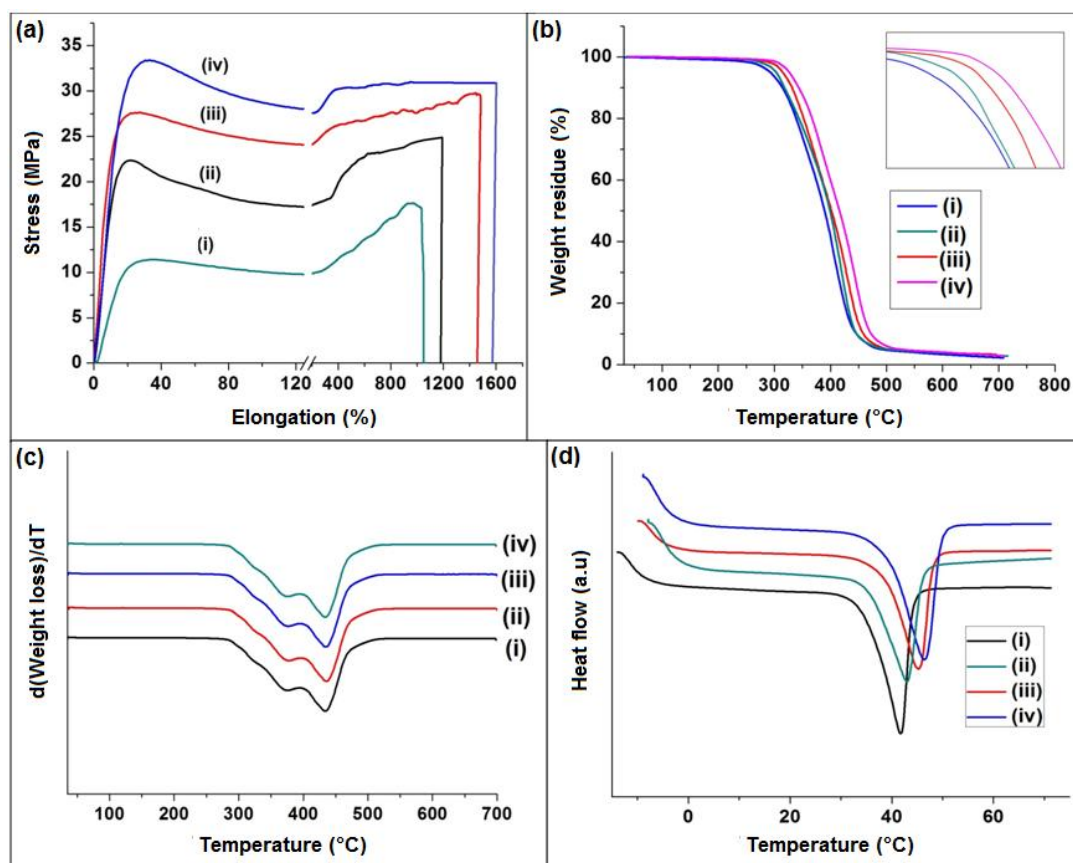 (a)
35
30
25
20
15
10
5
0
Stress (MPa)
(iv)
(iii)
(ii)
(i)
0 40 80 120 400 800 1200 1600
Elongation (%)
(b)
100
80
60
40
20
0
Weight residue (%)
(i)
(ii)
(iii)
(iv)
100 200 300 400 500 600 700 800
Temperature (°C)
(c)
d(Weight loss)/dT
(iv)
(iii)
(ii)
(i)
100 200 300 400 500 600 700
Temperature (°C)
(d)
Heat flow (a.u)
(i)
(ii)
(iii)
(iv)
0 20 40 60
Temperature (°C)